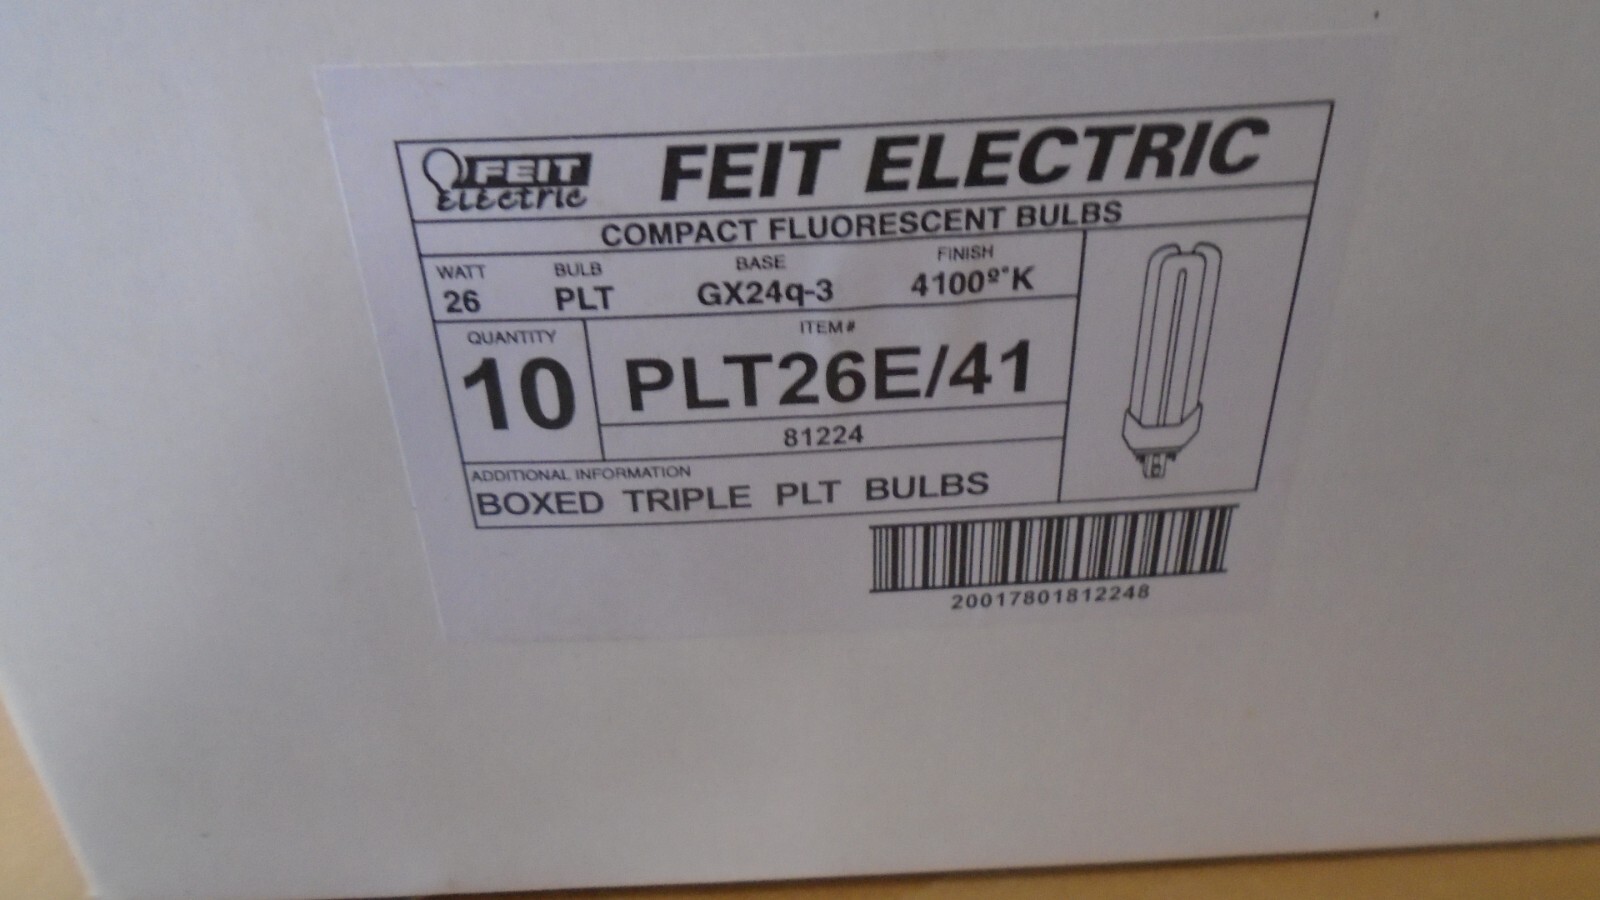 FEIT Electric FEIT ELECTRIC
COMPACT FLUORESCENT BULBS
WATT BULB BASE FINISH
26 PLT GX24q-3 4100º°K
QUANTITY ITEM#
10 PLT26E/41
81224
ADDITIONAL INFORMATION
BOXED TRIPLE PLT BULBS
20017801812248